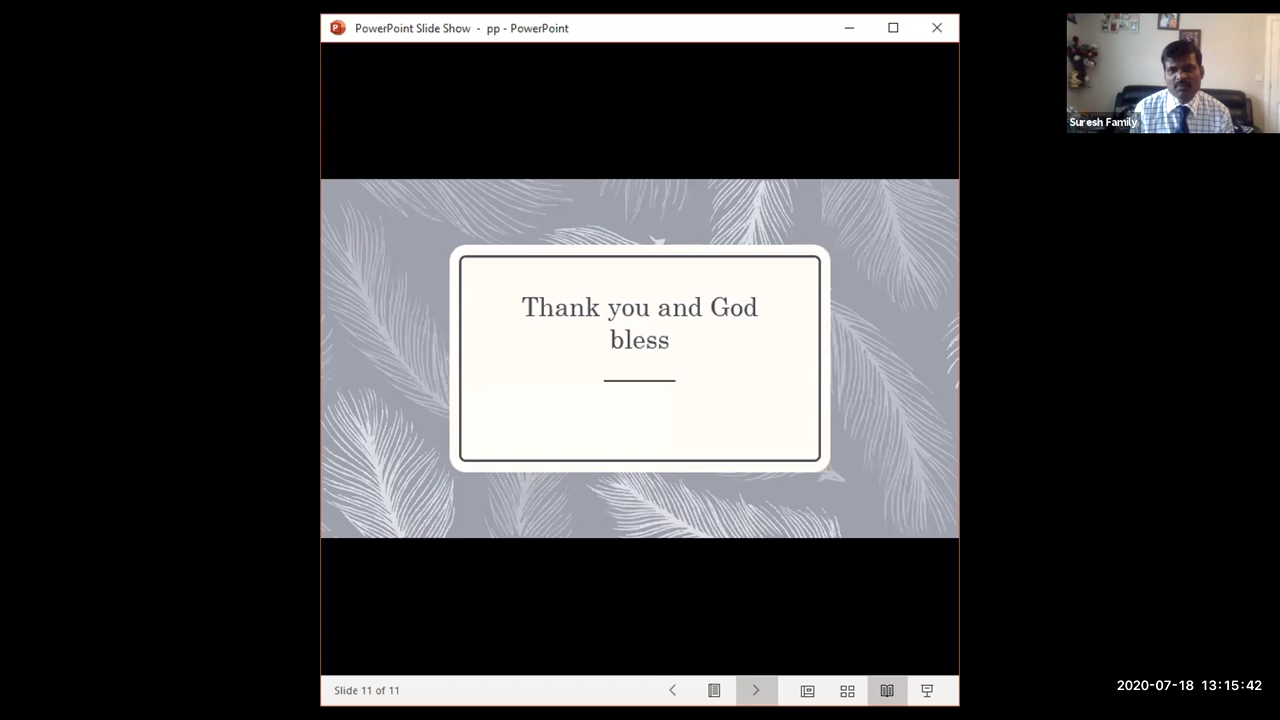 PowerPoint Slide Show - pp - PowerPoint
Suresh Family
Thank you and God
bless
Slide 11 of 11
2020-07-18 13:15:42